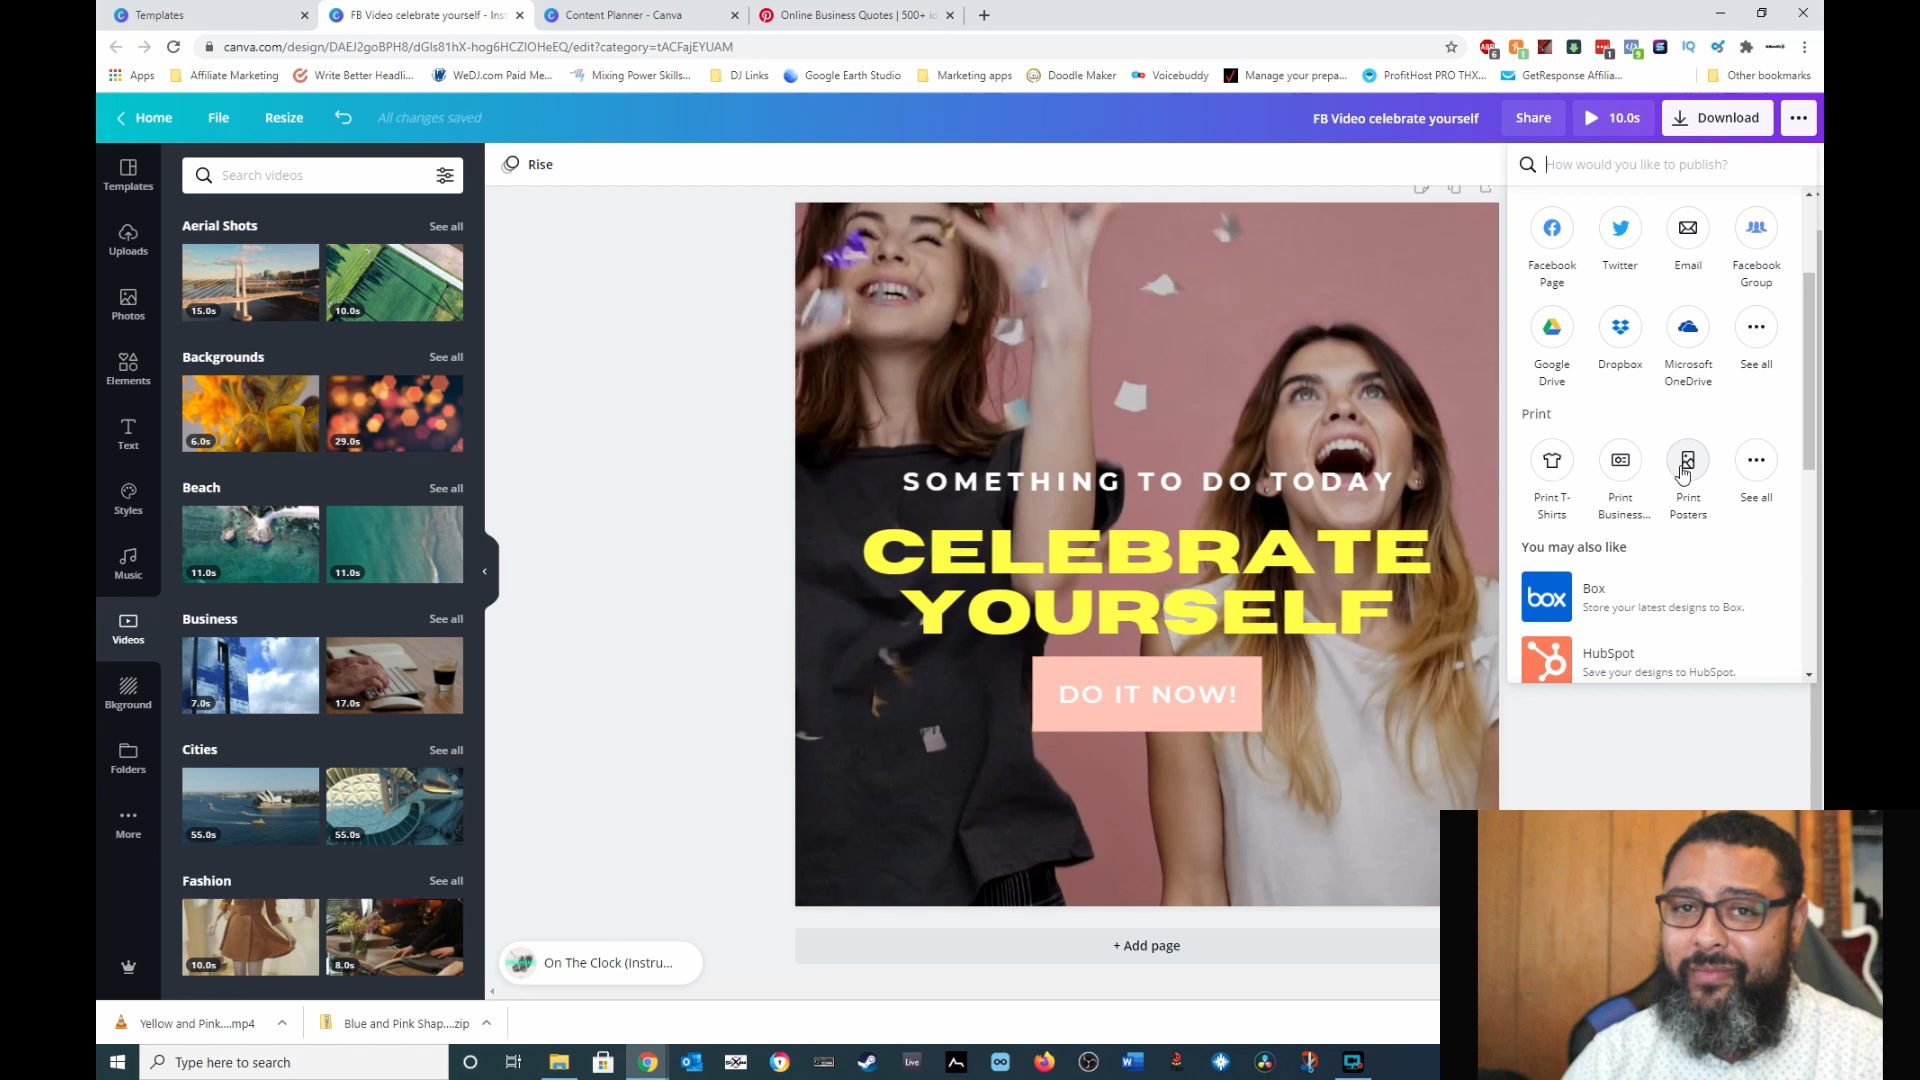 Templates
FB Video celebrate yourself - Inst
Content Planner - Canva
Online Business Quotes | 500+ id
canva.com/design/DAEJ2goBPH8/dGls81hX-hog6HCZIOHeEQ/edit?category=tACFajEYUAM
Apps
Affiliate Marketing
Write Better Headli...
WeDJ.com Paid Me...
Mixing Power Skills...
DJ Links
Google Earth Studio
Marketing apps
Doodle Maker
Voicebuddy
Manage your prepa...
ProfitHost PRO THX...
GetResponse Affilia...
Other bookmarks
Home
File
Resize
All changes saved
FB Video celebrate yourself
Share
10.0s
Download
Templates
Uploads
Photos
Elements
Text
Styles
Music
Videos
Bkground
Folders
More
Search videos
Aerial Shots
See all
15.0s
10.0s
Backgrounds
See all
6.0s
29.0s
Beach
See all
11.0s
11.0s
Business
See all
7.0s
17.0s
Cities
See all
55.0s
55.0s
Fashion
See all
10.0s
8.0s
Rise
SOMETHING TO DO TODAY
CELEBRATE
YOURSELF
DO IT NOW!
+ Add page
On The Clock (Instru...
How would you like to publish?
Facebook
Page
Twitter
Email
Facebook
Group
Google
Drive
Dropbox
Microsoft
OneDrive
See all
Print
Print T-
Shirts
Print
Business...
Print
Posters
See all
You may also like
box
Box
Store your latest designs to Box.
HubSpot
Save your designs to HubSpot.
Yellow and Pink....mp4
Blue and Pink Shap....zip
Type here to search
Live